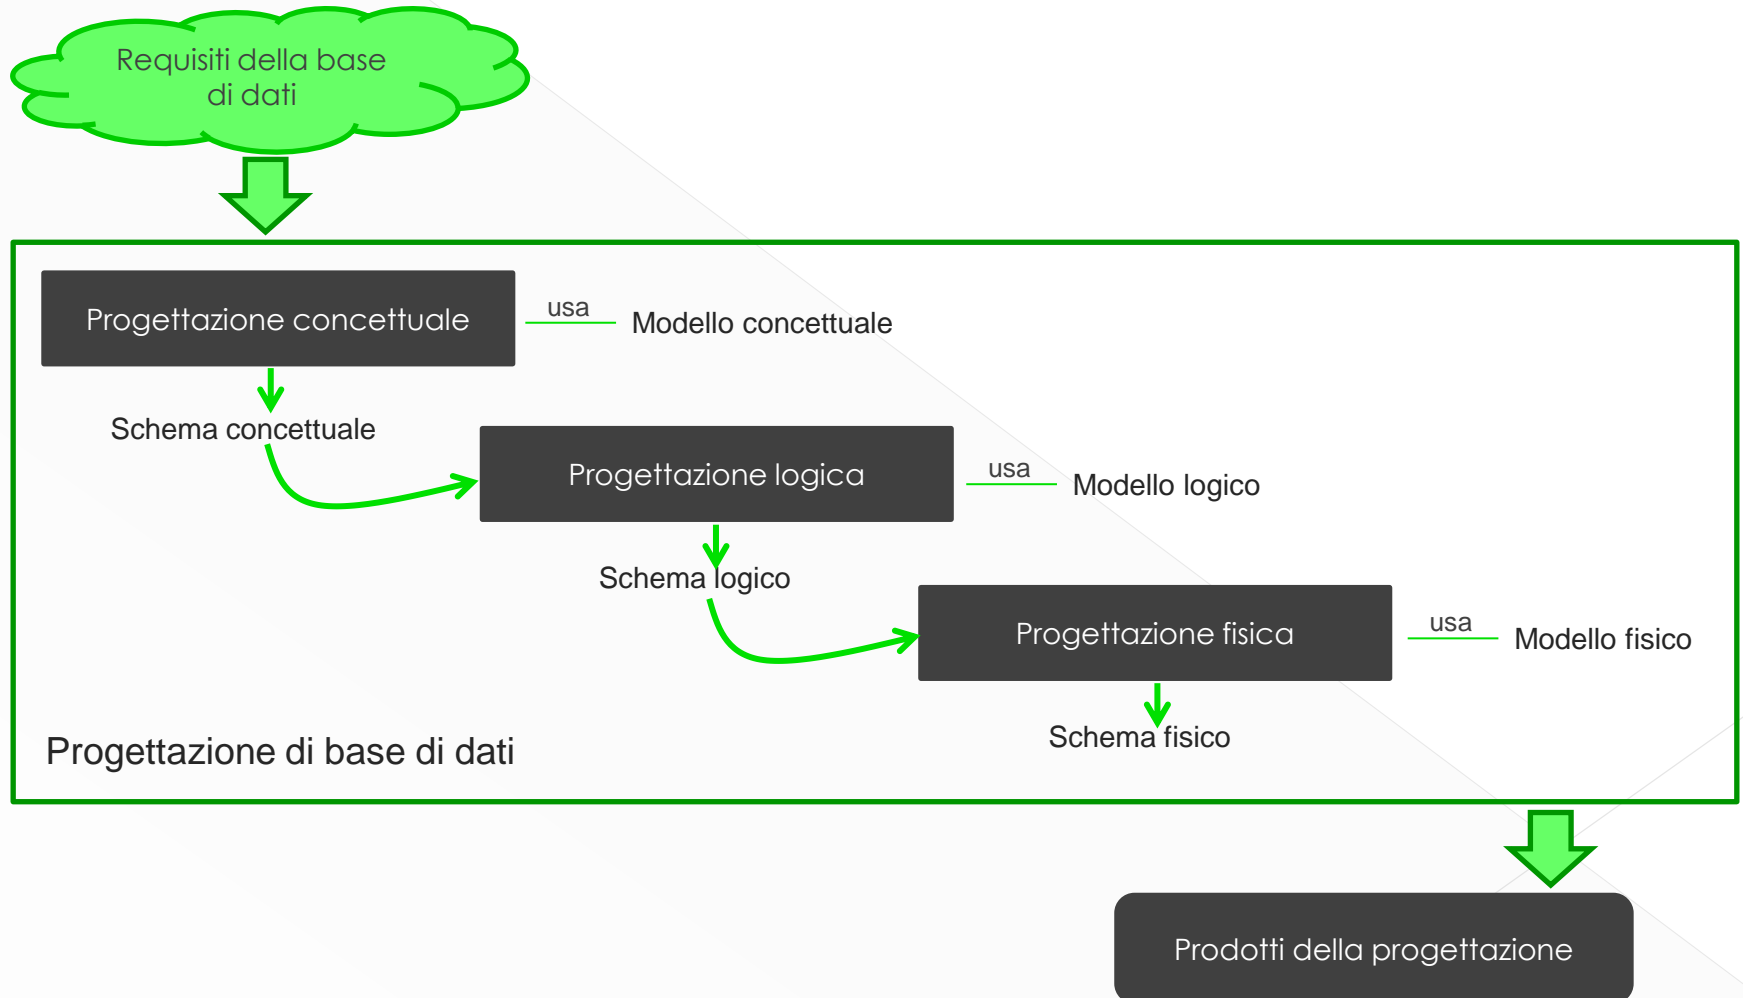 Requisiti della base
di dati
Progettazione concettuale
usa
Modello concettuale
Schema concettuale
Progettazione logica
usa
Modello logico
Schema logico
Progettazione fisica
usa
Modello fisico
Schema fisico
Progettazione di base di dati
Prodotti della progettazione